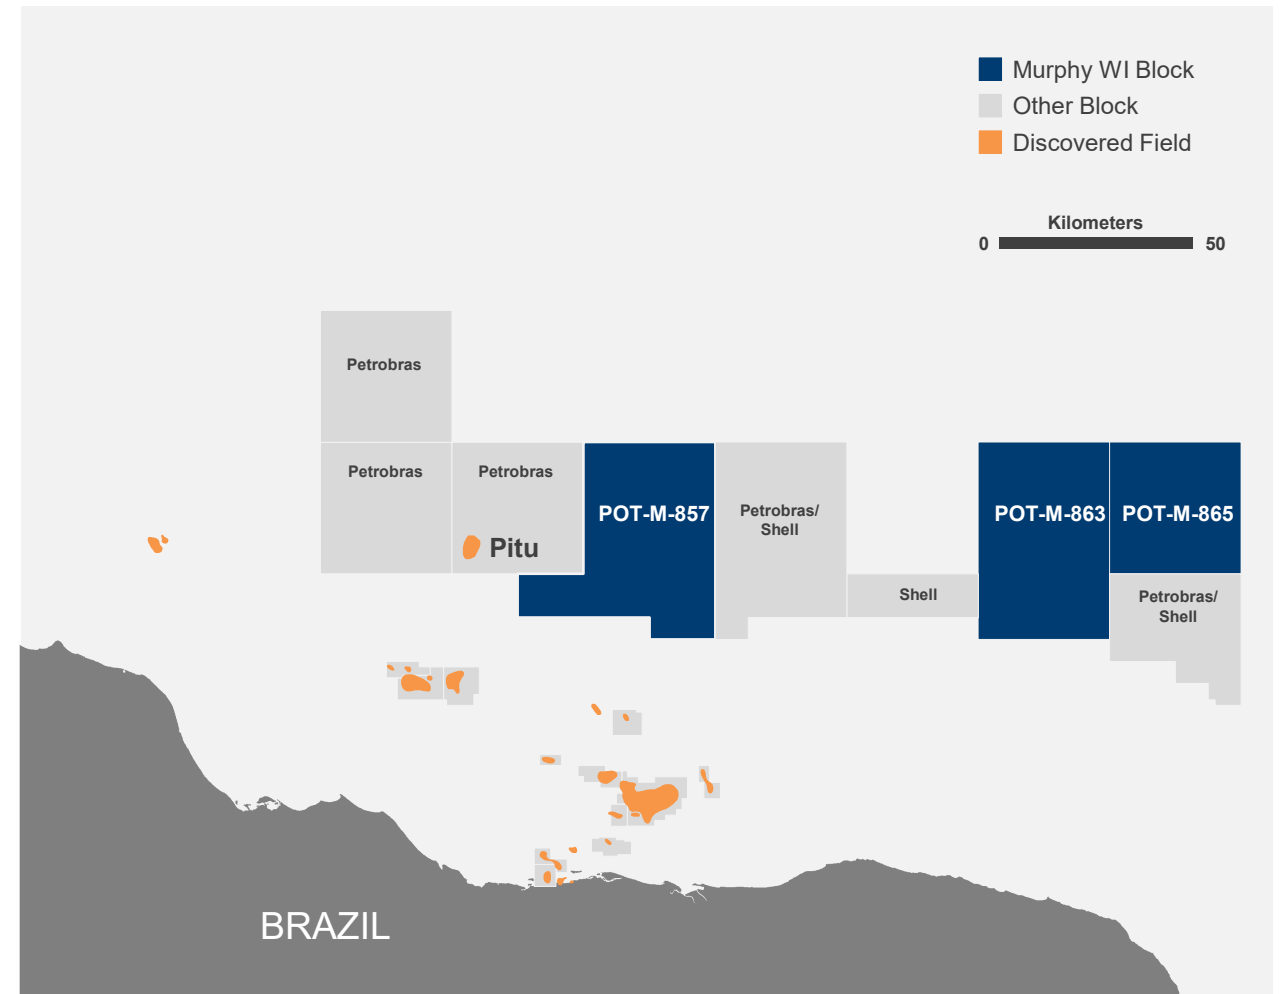 Murphy WI Block
Other Block
Discovered Field
Kilometers
0 50
Petrobras
Petrobras
Petrobras
Pitu
POT-M-857
Petrobras/
Shell
Shell
POT-M-863
POT-M-865
Petrobras/
Shell
BRAZIL